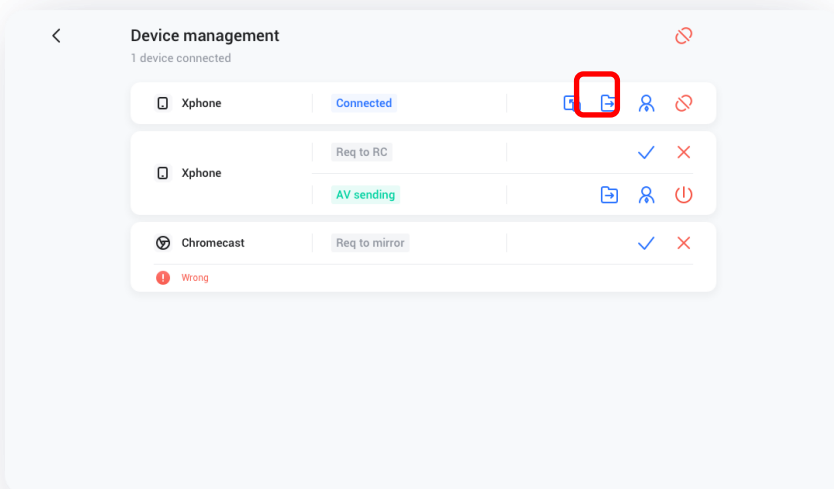 Device management
1 device connected
Xphone Connected
Req to RC
Xphone
AV sending
Chromecast Req to mirror
Wrong